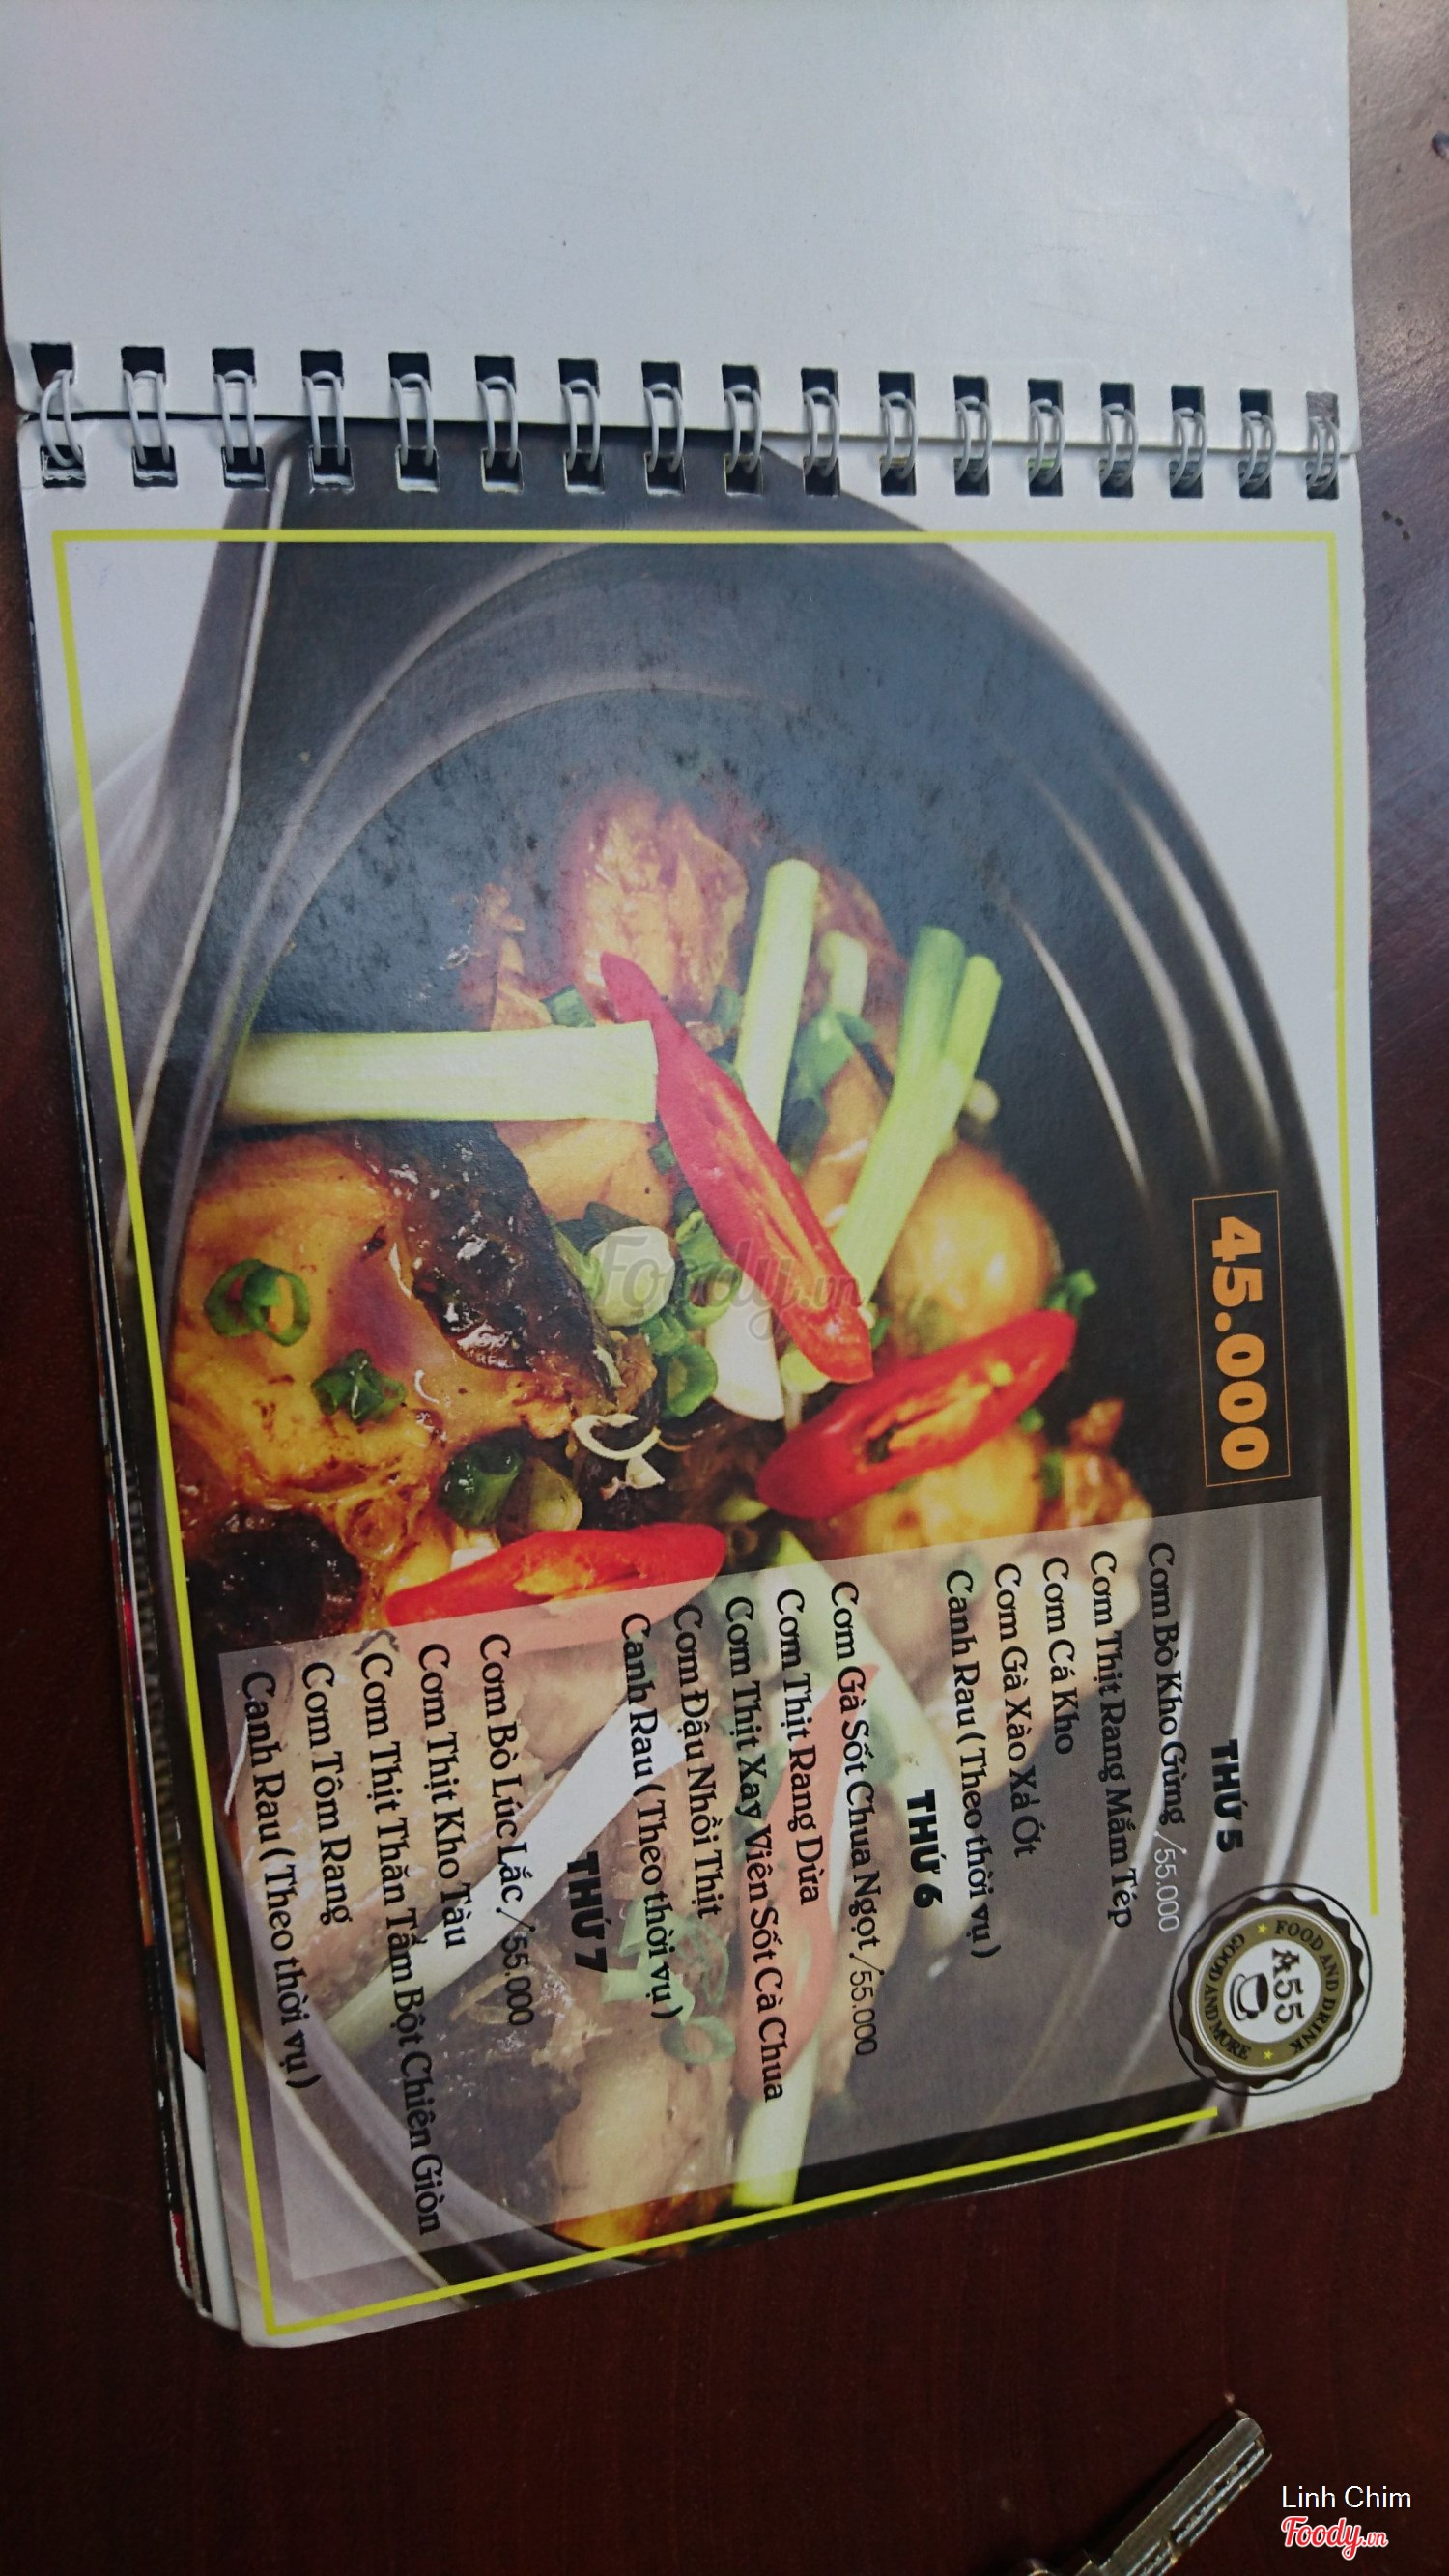 45.000
THỨ 5
Cơm Bò Kho Gừng /55.000
Cơm Thịt Rang Mắm Tép
Cơm Cá Kho
Cơm Gà Xào Xả Ớt
Canh Rau ( Theo thời vụ )
THỨ 6
Cơm Gà Sốt Chua Ngọt /55.000
Cơm Thịt Rang Dừa
Cơm Thịt Xay Viên Sốt Cà Chua
Cơm Đậu Nhồi Thịt
Canh Rau ( Theo thời vụ )
THỨ 7
Cơm Bò Lúc Lắc /55.000
Cơm Thịt Kho Tàu
Cơm Thịt Thăn Tẩm Bột Chiên Giòn
Cơm Tôm Rang
Canh Rau ( Theo thời vụ )
FOOD AND DRINK
A55
GOOD AND MORE
Foody.vn
Linh Chim
Foody.vn